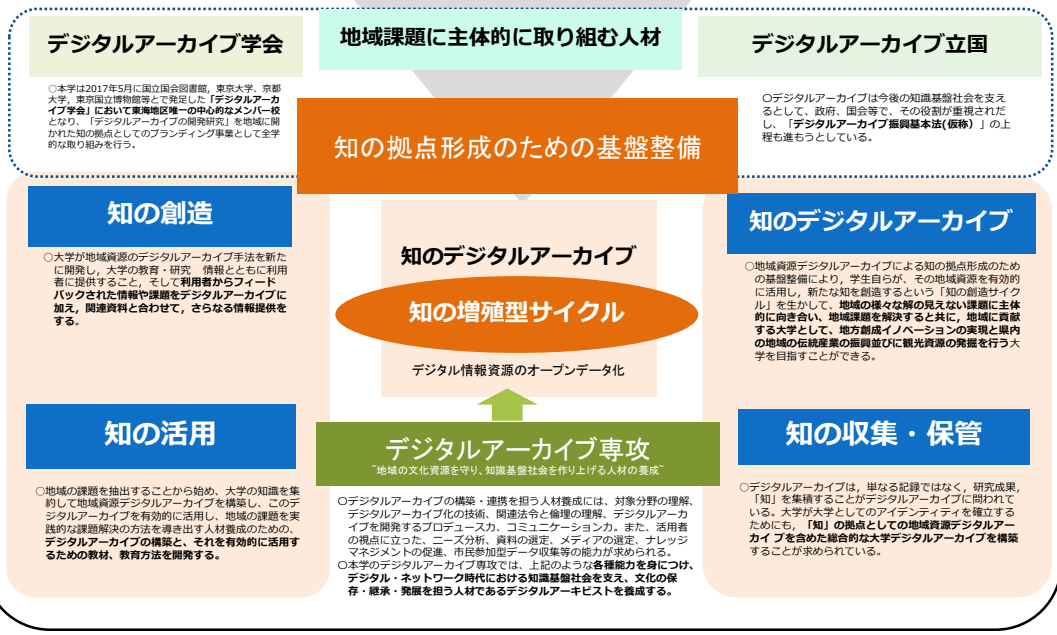 デジタルアーカイブ学会
○本学は2017年5月に国立国会図書館，東京大学、京都
大学，東京国立博物館等とで発足した「デジタルアーカ
イブ学会」において東海地区唯一の中心的なメンバー校
となり、「デジタルアーカイブの開発研究」を地域に開
かれた知の拠点としてのブランディング事業として全学
的な取り組みを行う。
地域課題に主体的に取り組む人材
デジタルアーカイブ立国
〇デジタルアーカイブは今後の知識基盤社会を支え
るとして、政府、国会等で、その役割が重視されだ
し、「デジタルアーカイブ振興基本法(仮称）」の上
程も進もうとしている。
知の拠点形成のための基盤整備
知の創造
○大学が地域資源のデジタルアーカイブ手法を新た
に開発し，大学の教育・研究　情報とともに利用
者に提供すること，そして利用者からフィード
バックされた情報や課題をデジタルアーカイブに
加え，関連資料と合わせて，さらなる情報提供を
する。
知のデジタルアーカイブ
知の増殖型サイクル
デジタル情報資源のオープンデータ化
知のデジタルアーカイブ
○地域資源デジタルアーカイブによる知の拠点形成のため
の基盤整備により，学生自らが、その地域資源を有効的
に活用し，新たな知を創造するという「知の創造サイク
ル」を生かして、地域の様々な解の見えない課題に主体
的に向き合い、地域課題を解決すると共に，地域に貢献
する大学として、地方創成イノベーションの実現と県内
の地域の伝統産業の振興並びに観光資源の発掘を行う大
学を目指すことができる。
知の活用
○地域の課題を抽出することから始め、大学の知識を集
約して地域資源デジタルアーカイブを構築し、このデ
ジタルアーカイブを有効的に活用し、地域の課題を実
践的な課題解決の方法を導き出す人材養成のための、
デジタルアーカイブの構築と、それを有効的に活用す
るための教材、教育方法を開発する。
デジタルアーカイブ専攻
~地域の文化資源を守り、知識基盤社会を作り上げる人材の養成~
〇デジタルアーカイブの構築・連携を担う人材養成には、対象分野の理解、
デジタルアーカイブ化の技術、関連法令と倫理の理解、デジタルアーカ
イブを開発するプロデュース力、コミュニケーション力。また、活用者
の視点に立った、ニーズ分析、資料の選定、メディアの選定、ナレッジ
マネジメントの促進、市民参加型データ収集等の能力が求められる。
〇本学のデジタルアーカイブ専攻では、上記のような各種能力を身につけ、
デジタル・ネットワーク時代における知識基盤社会を支え、文化の保
存・継承・発展を担う人材であるデジタルアーキビストを養成する。
知の収集・保管
○デジタルアーカイブは，単なる記録ではなく，研究成果，
「知」を集積することがデジタルアーカイブに問われて
いる。大学が大学としてのアイデンティティを確立する
ためにも，「知」の拠点としての地域資源デジタルアー
カイ ブを含めた総合的な大学デジタルアーカイブを構築
することが求められている。